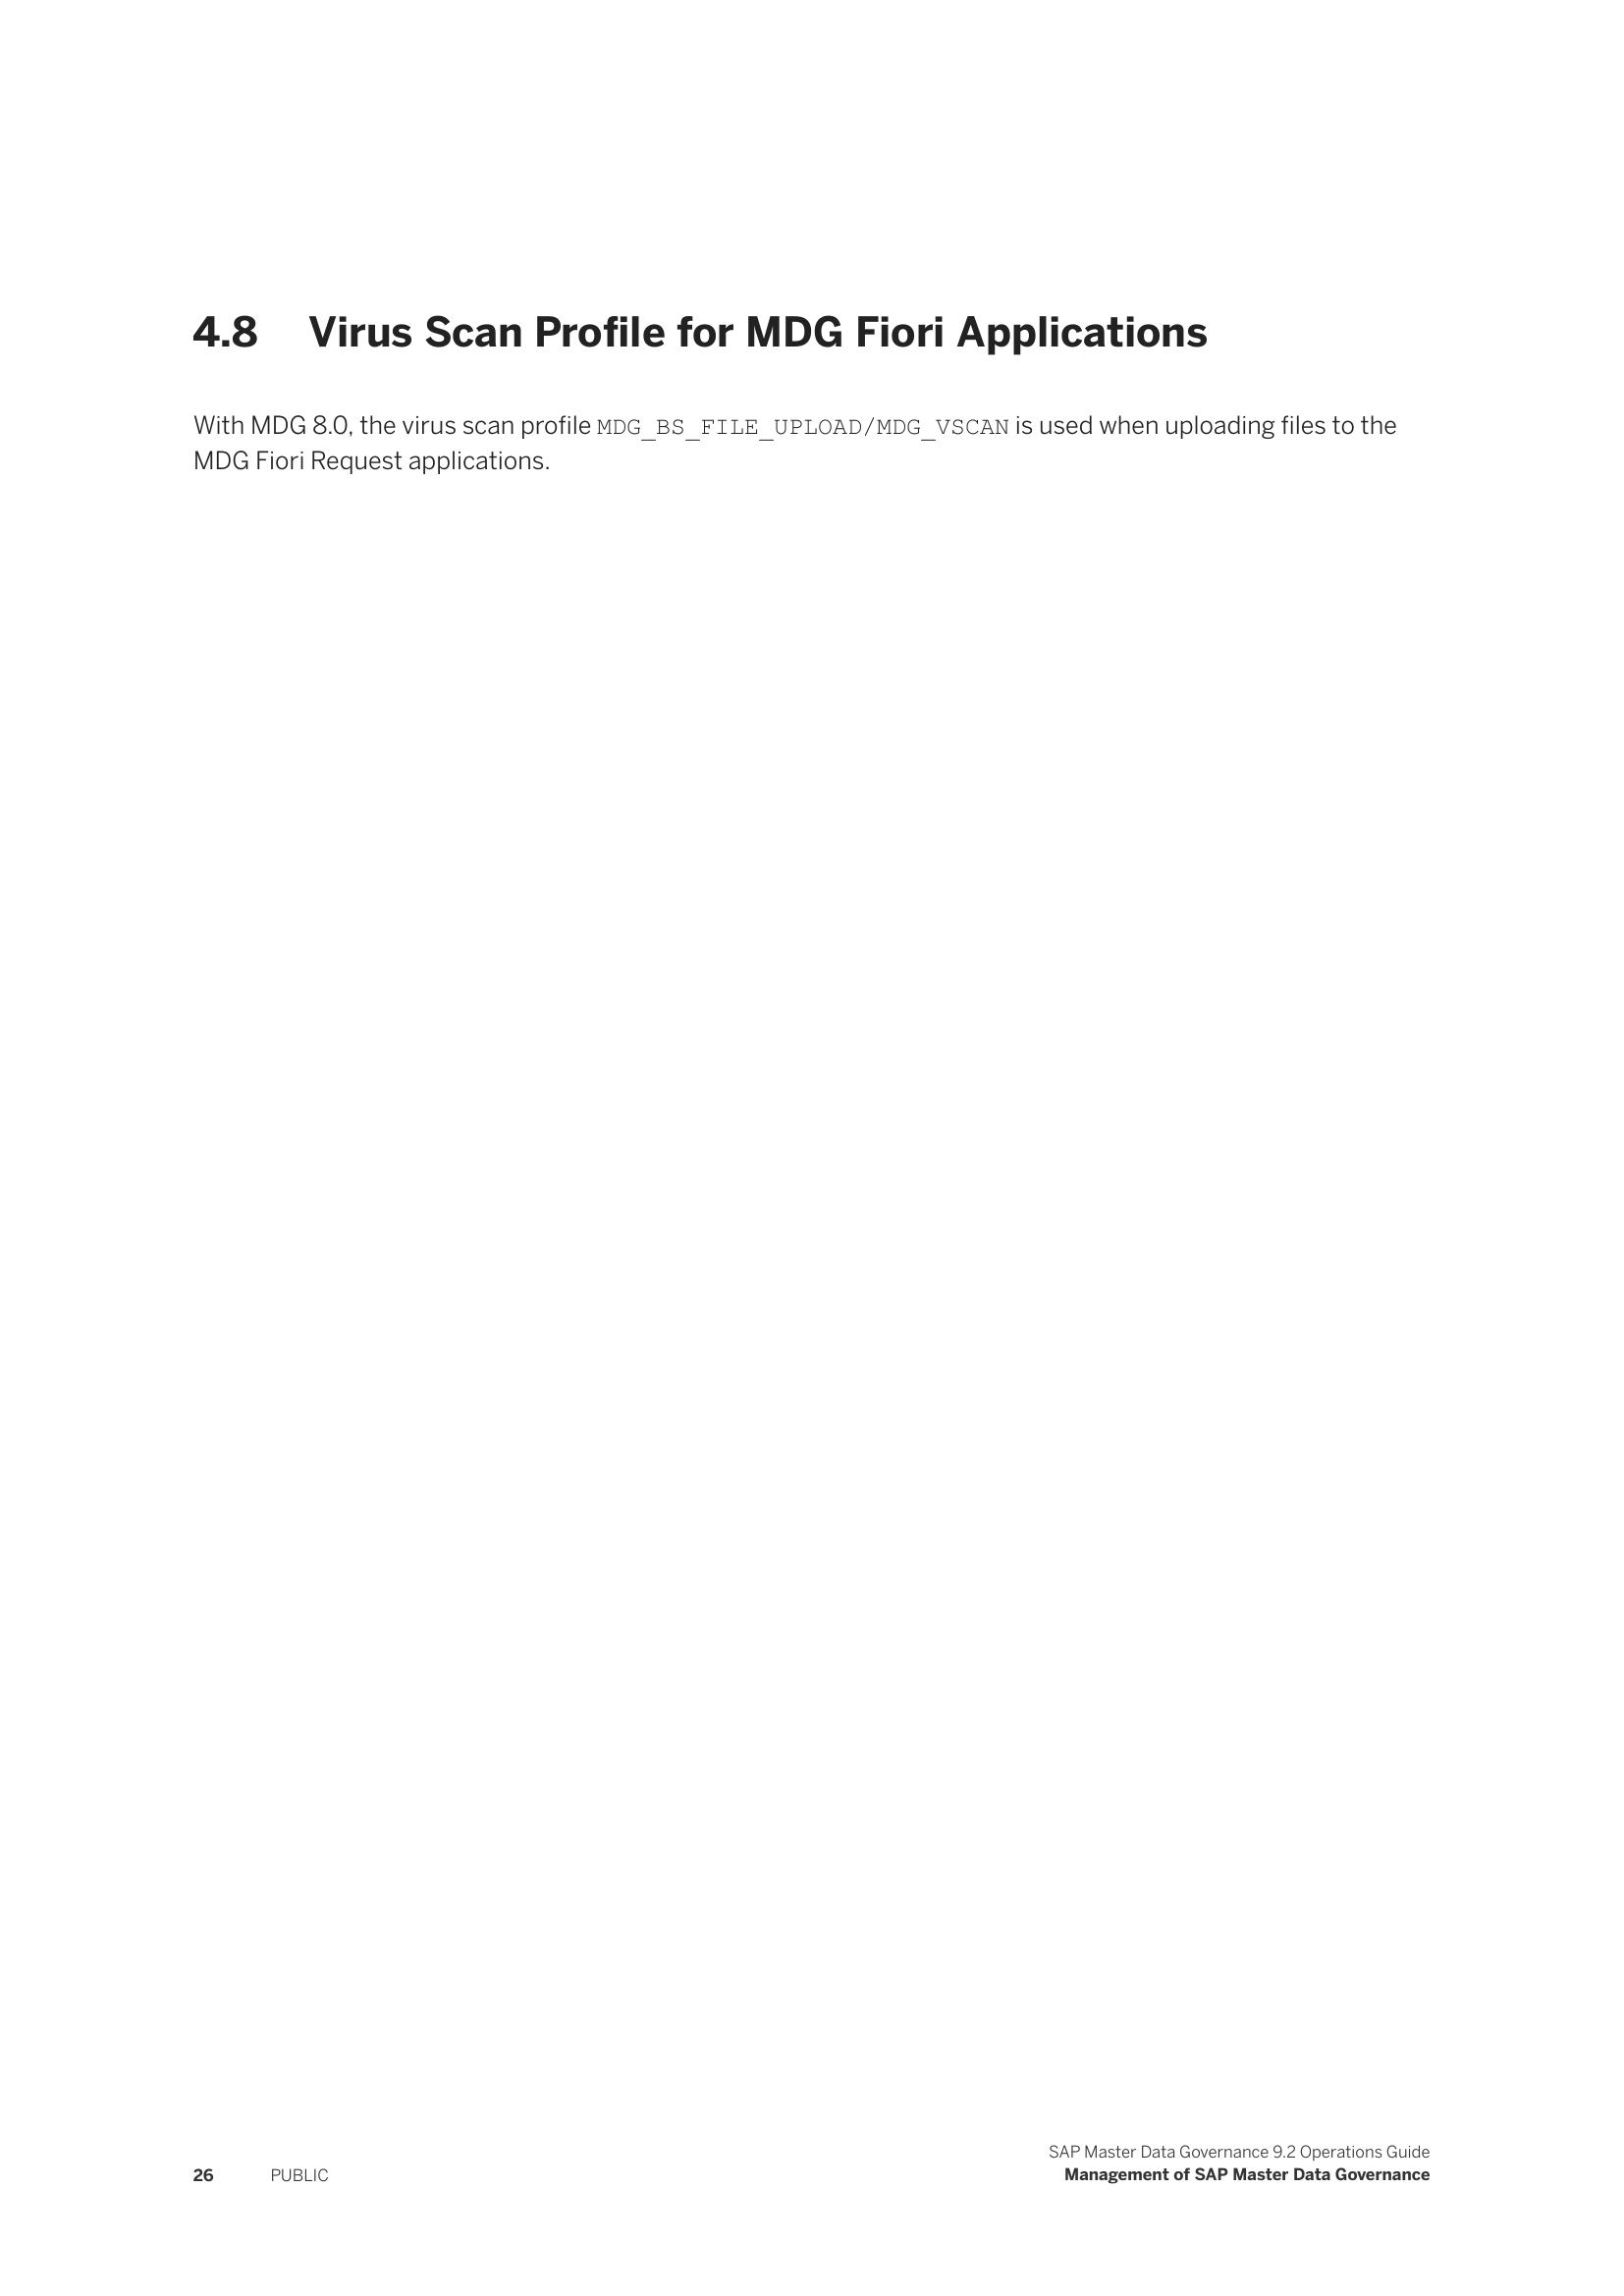 4.8 Virus Scan Profile for MDG Fiori Applications
With MDG 8.0, the virus scan profile MDG_BS_FILE_UPLOAD/MDG_VSCAN is used when uploading files to the
MDG Fiori Request applications.
SAP Master Data Governance 9.2 Operations Guide
26 PUBLIC Management of SAP Master Data Governance